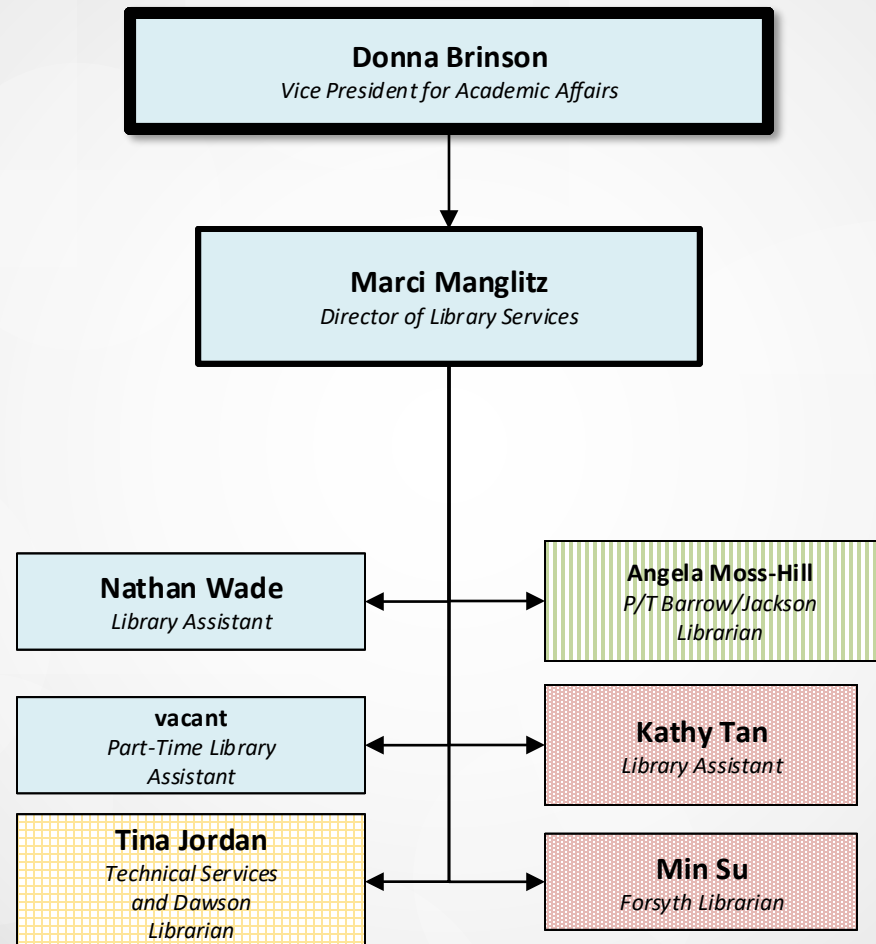 Donna Brinson
Vice President for Academic Affairs
Marci Manglitz
Director of Library Services
Nathan Wade
Library Assistant
Angela Moss-Hill
P/T Barrow/Jackson
Librarian
vacant
Part-Time Library
Assistant
Kathy Tan
Library Assistant
Tina Jordan
Technical Services
and Dawson
Librarian
Min Su
Forsyth Librarian